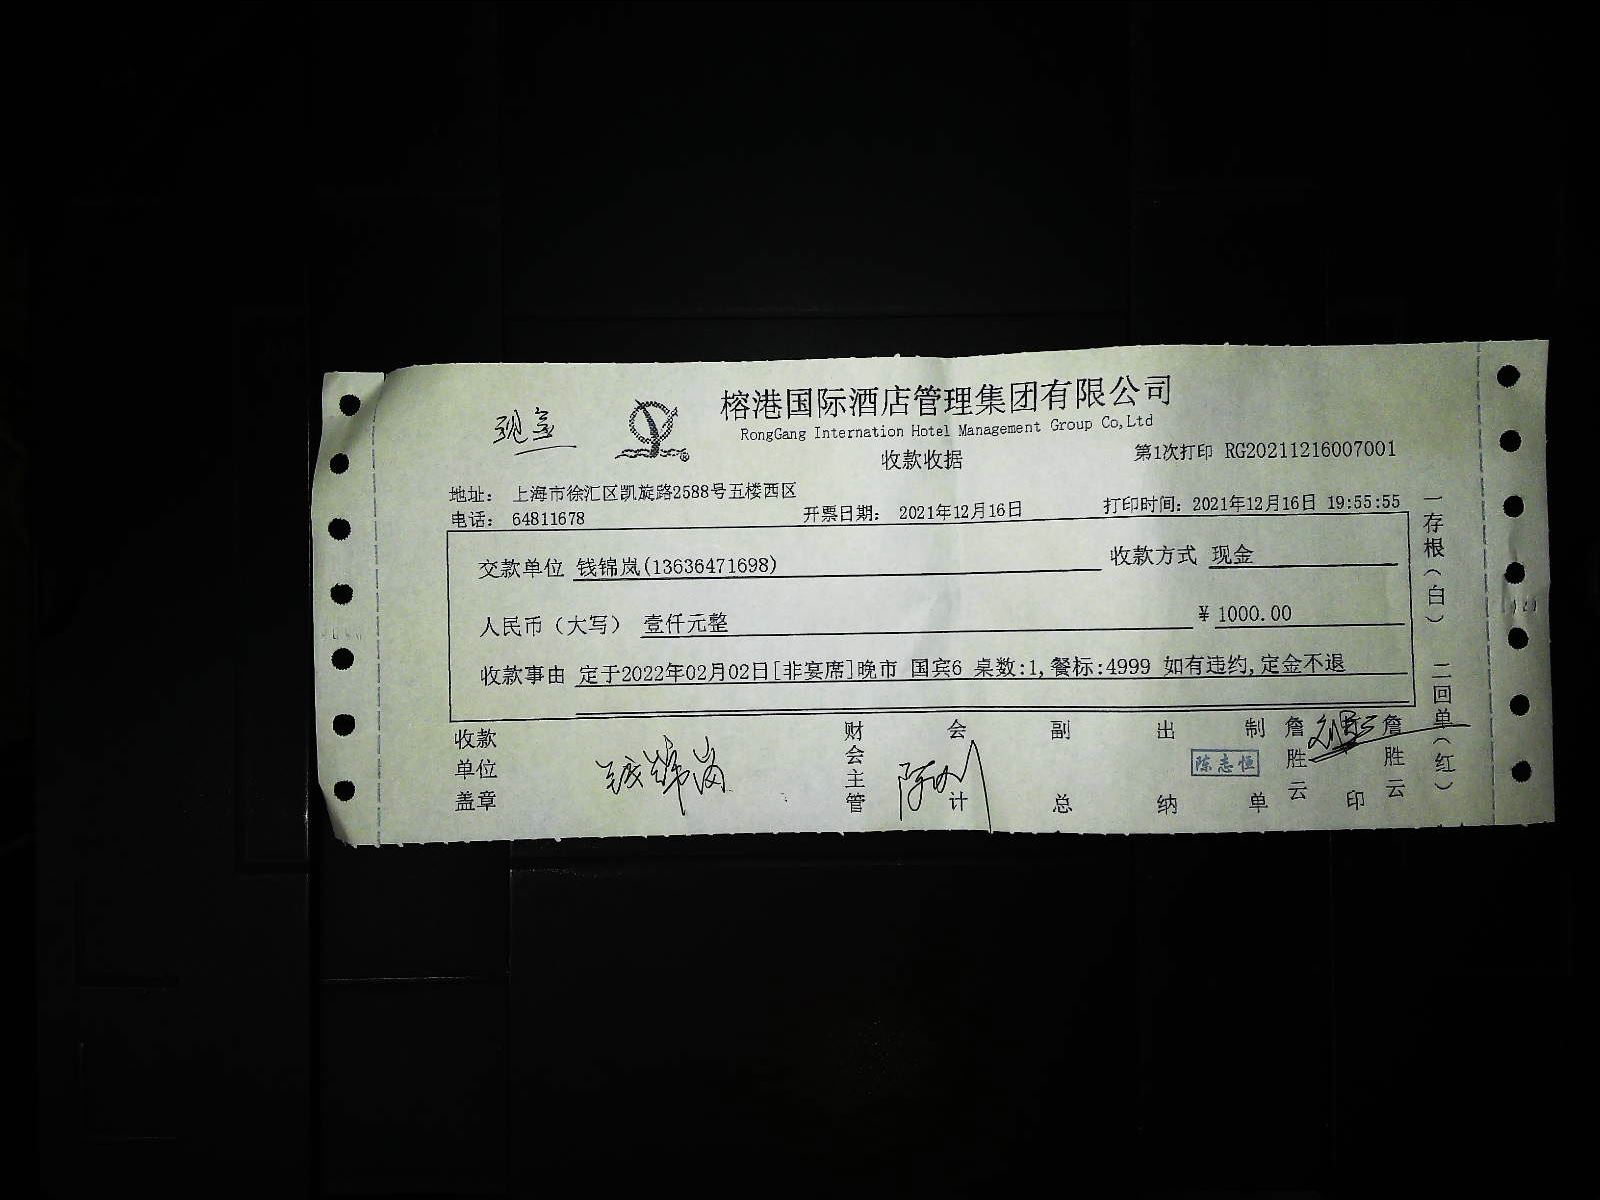 现金
榕港国际酒店管理集团有限公司
RongGang Internation Hotel Management Group Co,Ltd
收款收据
第1次打印 RG20211216007001
地址： 上海市徐汇区凯旋路2588号五楼西区
电话： 64811678
开票日期： 2021年12月16日
打印时间：2021年12月16日 19:55:55
交款单位 钱锦岚(13636471698)
收款方式 现金
人民币（大写） 壹仟元整
¥ 1000.00
收款事由 定于2022年02月02日[非宴席]晚市 国宾6 桌数:1,餐标:4999 如有违约,定金不退
收款单位盖章
钱锦岚
财会主管
会计
副总
出纳
陈志恒
制单
詹胜云
印
詹胜云
一存根（白） 二回单（红）